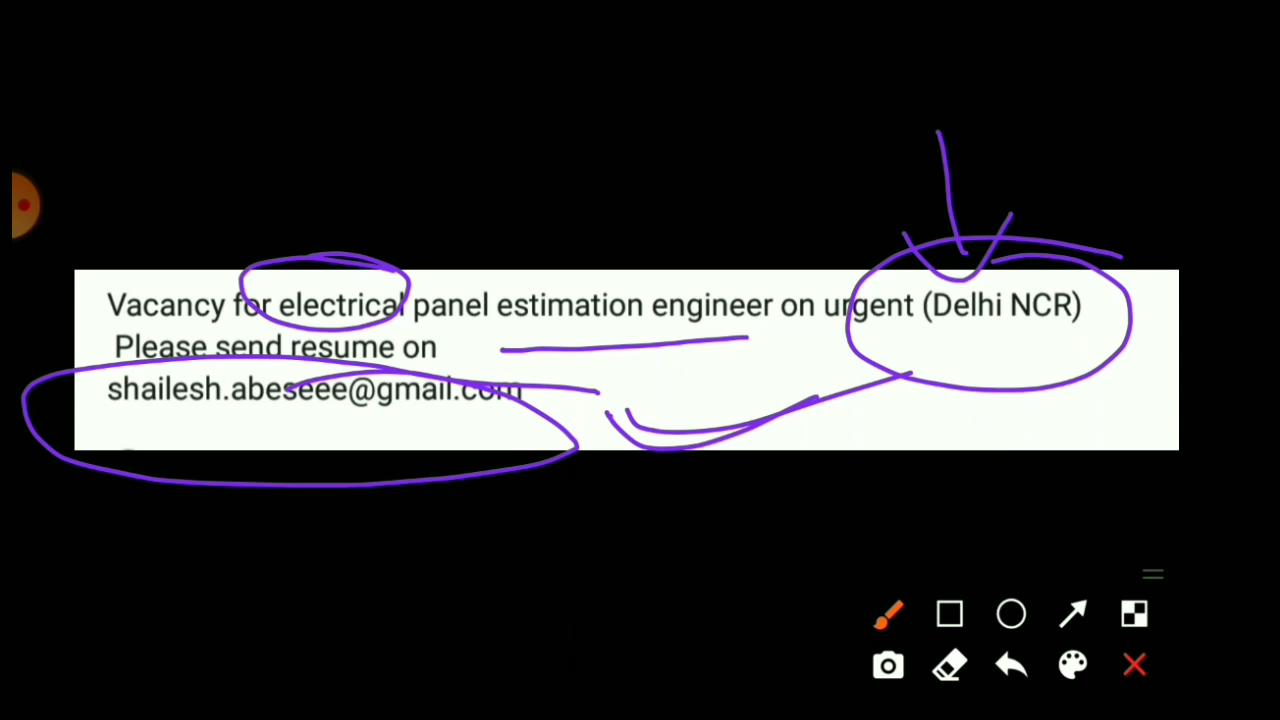 Vacancy for electrical panel estimation engineer on urgent (Delhi NCR)
Please send resume on
shailesh.abeseee@gmail.com